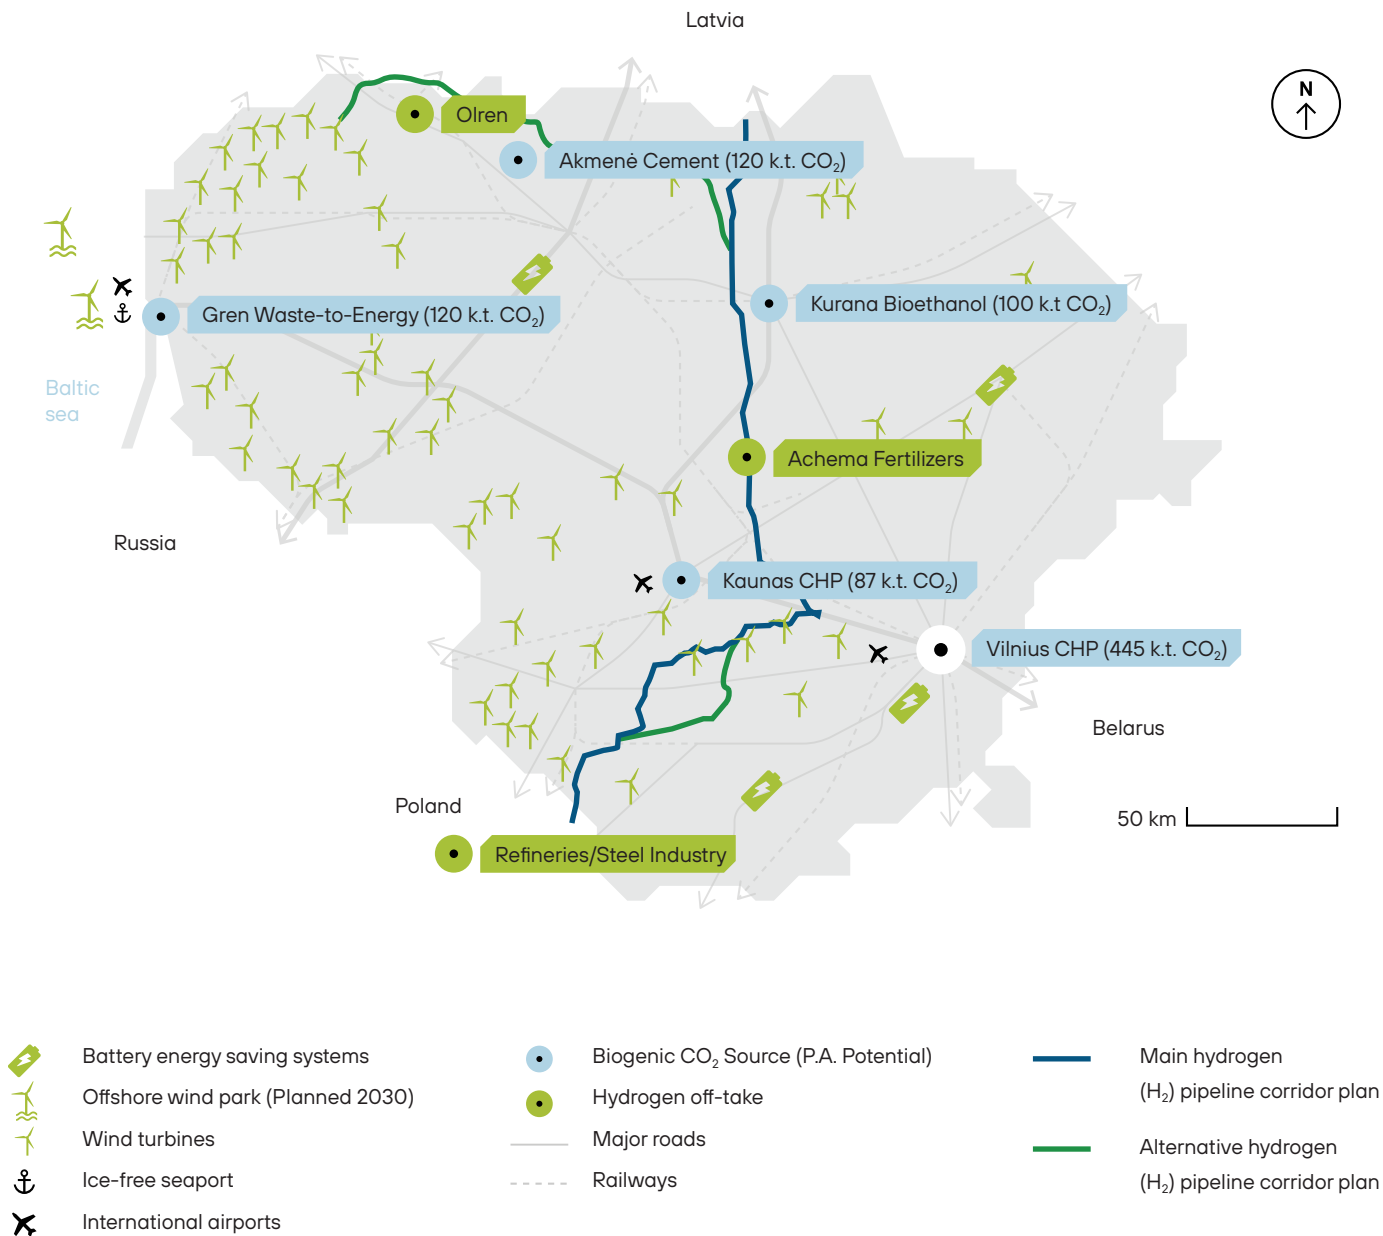 Latvia
N
Olren
Akmenė Cement (120 k.t. CO₂)
Kurana Bioethanol (100 k.t CO₂)
Gren Waste-to-Energy (120 k.t. CO₂)
Baltic
sea
Achema Fertilizers
Russia
Kaunas CHP (87 k.t. CO₂)
Vilnius CHP (445 k.t. CO₂)
Belarus
Poland
50 km
Refineries/Steel Industry
Battery energy saving systems
Offshore wind park (Planned 2030)
Wind turbines
Ice-free seaport
International airports
Biogenic CO₂ Source (P.A. Potential)
Hydrogen off-take
Major roads
Railways
Main hydrogen
(H₂) pipeline corridor plan
Alternative hydrogen
(H₂) pipeline corridor plan